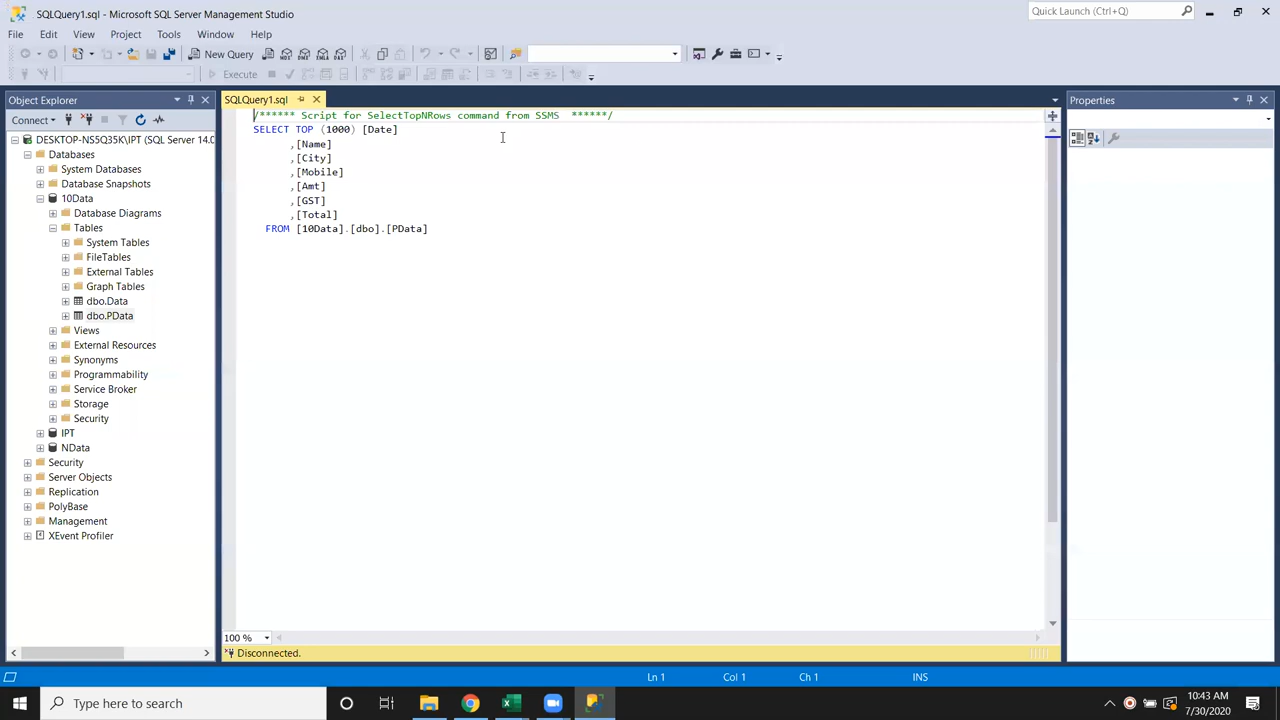 SQLQuery1.sql - Microsoft SQL Server Management Studio
Quick Launch (Ctrl+Q)
File Edit View Project Tools Window Help
New Query MDX DMX XMLA DAX
Execute
Object Explorer
SQLQuery1.sql
Properties
Connect
DESKTOP-NS5Q35K\IPT (SQL Server 14.0
Databases
System Databases
Database Snapshots
10Data
Database Diagrams
Tables
System Tables
FileTables
External Tables
Graph Tables
dbo.Data
dbo.PData
Views
External Resources
Synonyms
Programmability
Service Broker
Storage
Security
IPT
NData
Security
Server Objects
Replication
PolyBase
Management
XEvent Profiler
/****** Script for SelectTopNRows command from SSMS  ******/
SELECT TOP (1000) [Date]
,[Name]
,[City]
,[Mobile]
,[Amt]
,[GST]
,[Total]
FROM [10Data].[dbo].[PData]
100 %
Disconnected.
Ln 1 Col 1 Ch 1 INS
Type here to search
10:43 AM
7/30/2020